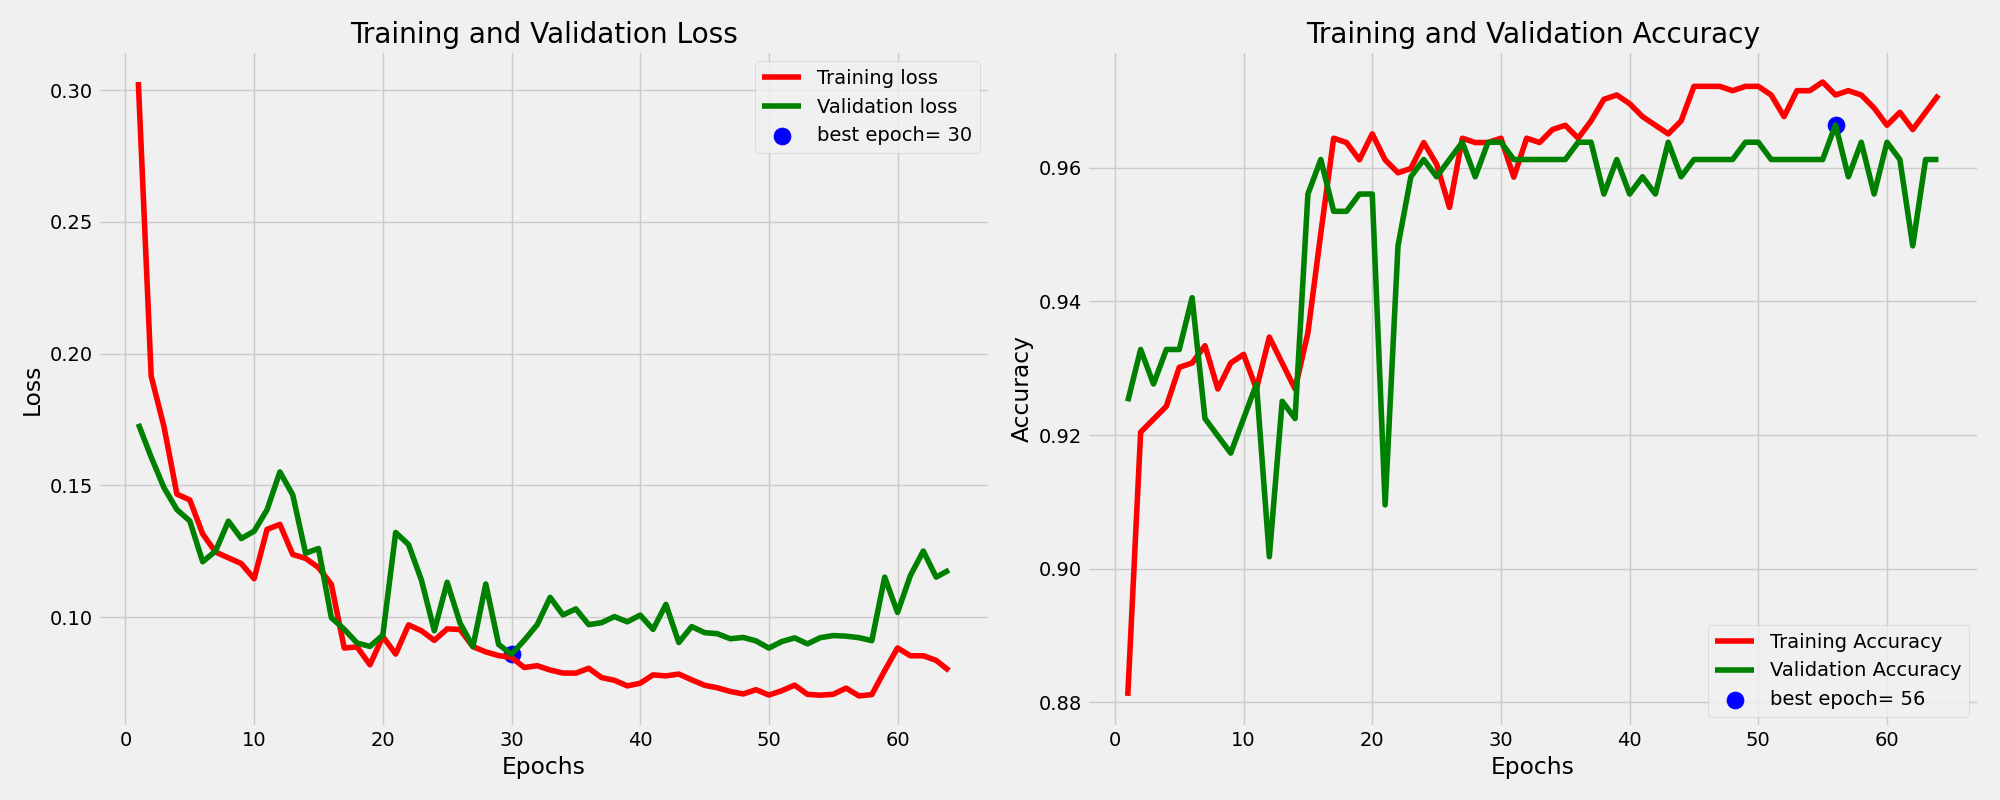 Training and Validation Loss
Training loss
Validation loss
best epoch= 30
0.30
0.25
0.20
0.15
0.10
Loss
0 10 20 30 40 50 60
Epochs
Training and Validation Accuracy
0.96
0.94
0.92
0.90
0.88
Accuracy
Training Accuracy
Validation Accuracy
best epoch= 56
0 10 20 30 40 50 60
Epochs